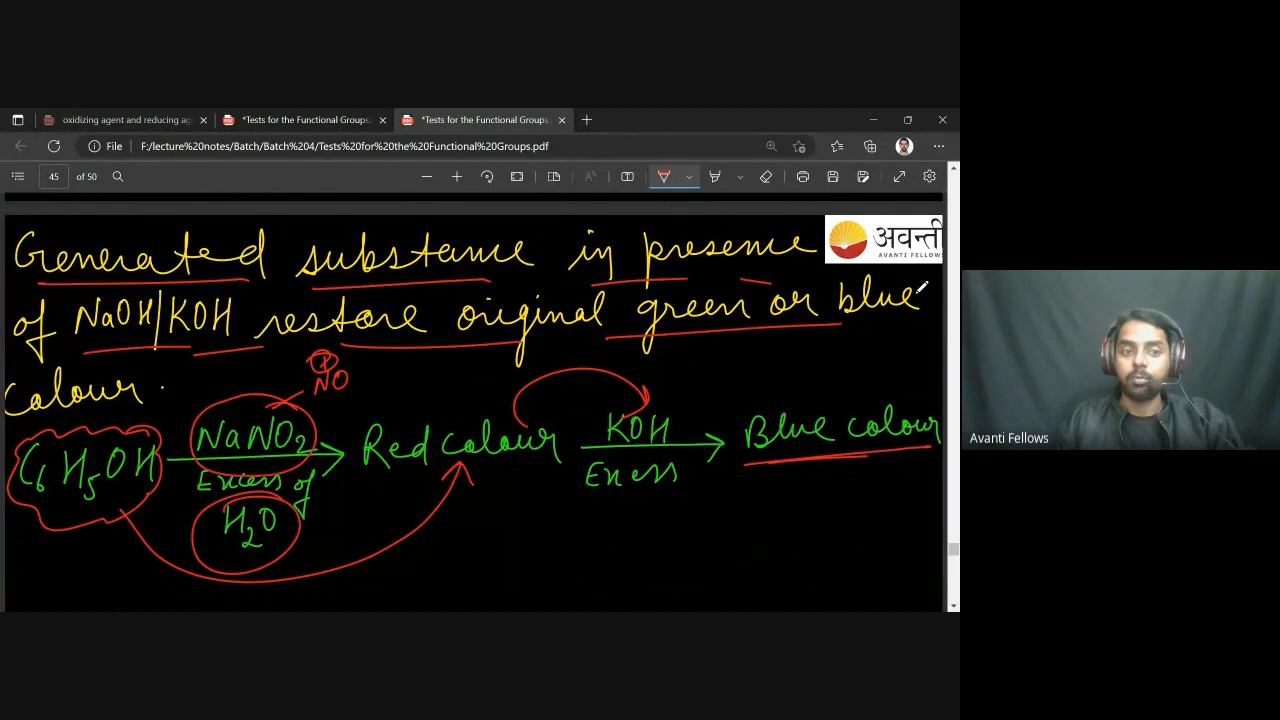 oxidizing agent and reducing ag
*Tests for the Functional Groups.
*Tests for the Functional Groups.
File
F:/lecture%20notes/Batch/Batch%204/Tests%20for%20the%20Functional%20Groups.pdf
45 of 50
Generated substance in presence
अवन्ती
AVANTI FELLOWS
of NaOH/KOH restore original green or blue
Colour.
⊕
NO
C6H5OH NaNO2 Red colour KOH Blue colour
Excess of Excess
H2O
Avanti Fellows